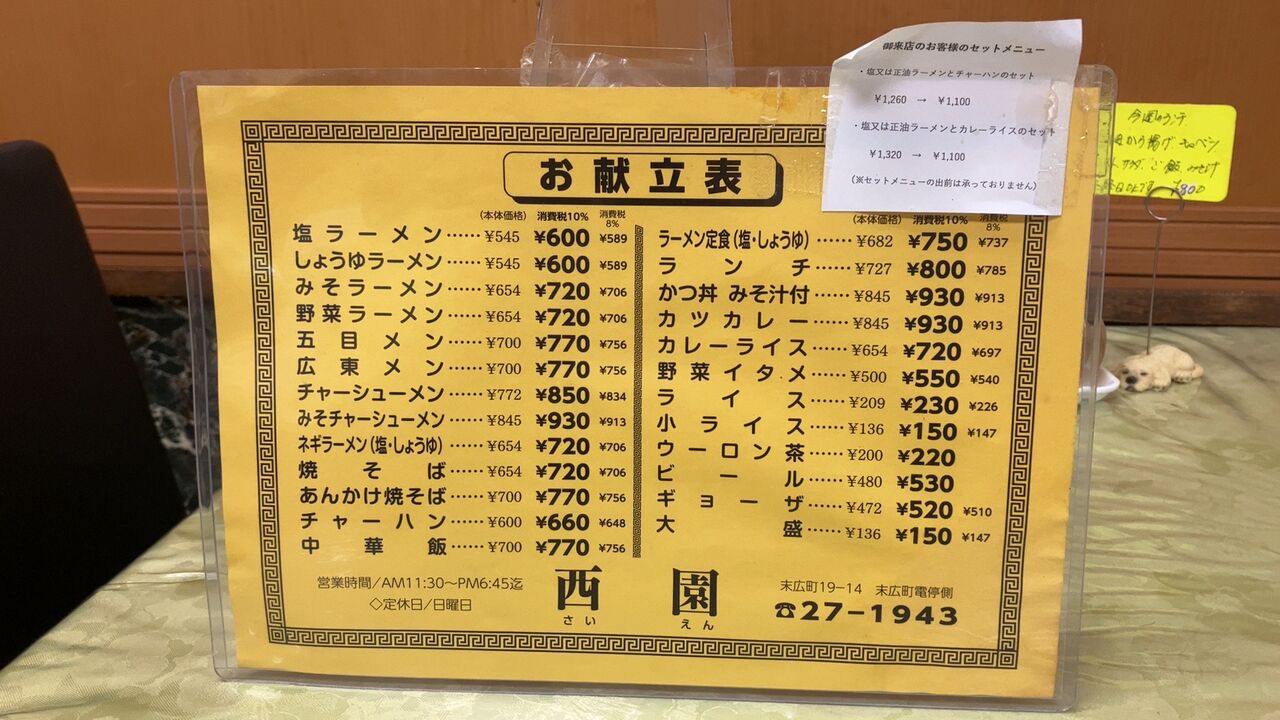 御来店のお客様のセットメニュー
・塩又は正油ラーメンとチャーハンのセット
¥1,260 → ¥1,100
・塩又は正油ラーメンとカレーライスのセット
¥1,320 → ¥1,100
(※セットメニューの出前は承っておりません)
今週のランチ
から揚げ
ご飯
¥800
お献立表
(本体価格) 消費税10% 消費税8%
塩ラーメン……¥545 ¥600 ¥589
しょうゆラーメン……¥545 ¥600 ¥589
みそラーメン……¥654 ¥720 ¥706
野菜ラーメン……¥654 ¥720 ¥706
五目メン……¥700 ¥770 ¥756
広東メン……¥700 ¥770 ¥756
チャーシューメン……¥772 ¥850 ¥834
みそチャーシューメン……¥845 ¥930 ¥913
ネギラーメン(塩・しょうゆ)……¥654 ¥720 ¥706
焼そば……¥654 ¥720 ¥706
あんかけ焼そば……¥700 ¥770 ¥756
チャーハン……¥600 ¥660 ¥648
中華飯……¥700 ¥770 ¥756
(本体価格) 消費税10% 消費税8%
ラーメン定食(塩・しょうゆ)……¥682 ¥750 ¥737
ランチ……¥727 ¥800 ¥785
かつ丼 みそ汁付……¥845 ¥930 ¥913
カツカレー……¥845 ¥930 ¥913
カレーライス……¥654 ¥720 ¥697
野菜イタメ……¥500 ¥550 ¥540
ライス……¥209 ¥230 ¥226
小ライス……¥136 ¥150 ¥147
ウーロン茶……¥200 ¥220
ビール……¥480 ¥530
ギョーザ……¥472 ¥520 ¥510
大盛……¥136 ¥150 ¥147
営業時間/AM11:30〜PM6:45迄
◇定休日/日曜日
西園
さいえん
末広町19−14 末広町電停側
☎27−1943